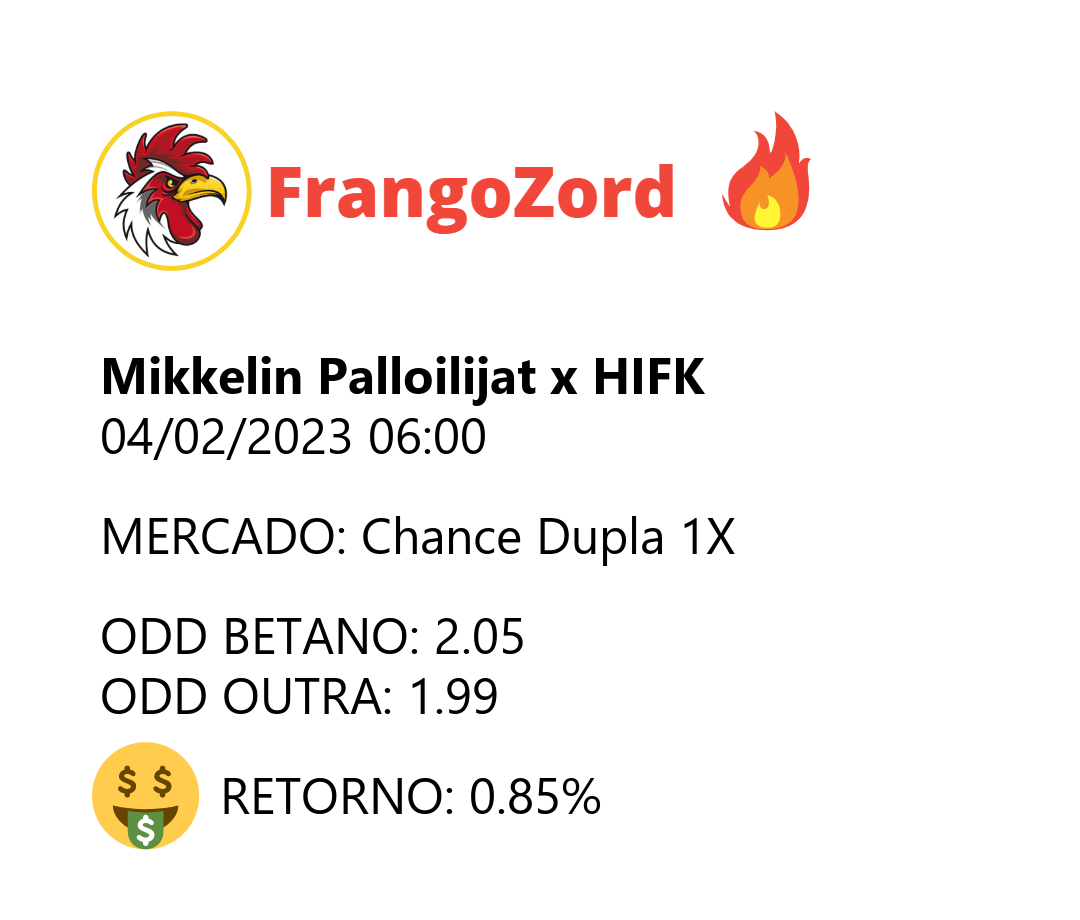 FrangoZord
Mikkelin Palloilijat x HIFK
04/02/2023 06:00
MERCADO: Chance Dupla 1X
ODD BETANO: 2.05
ODD OUTRA: 1.99
RETORNO: 0.85%